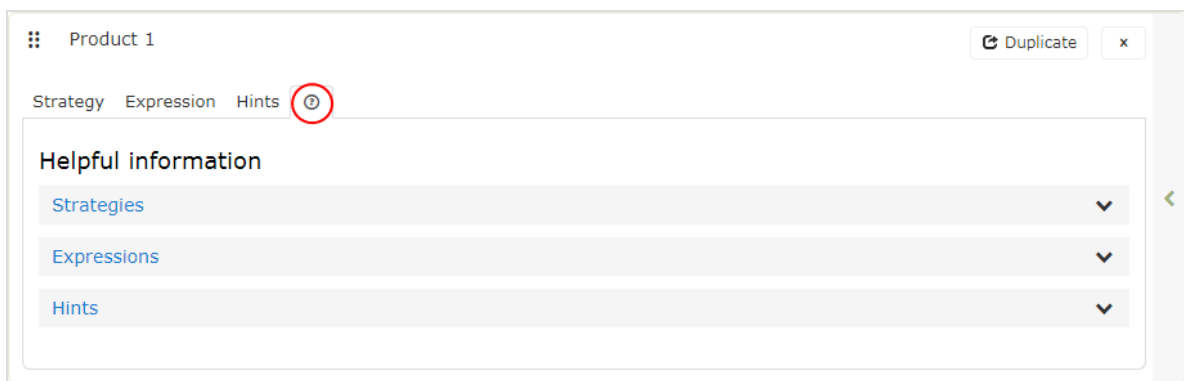 Product 1
Duplicate x
Strategy Expression Hints ?
Helpful information
Strategies
Expressions
Hints